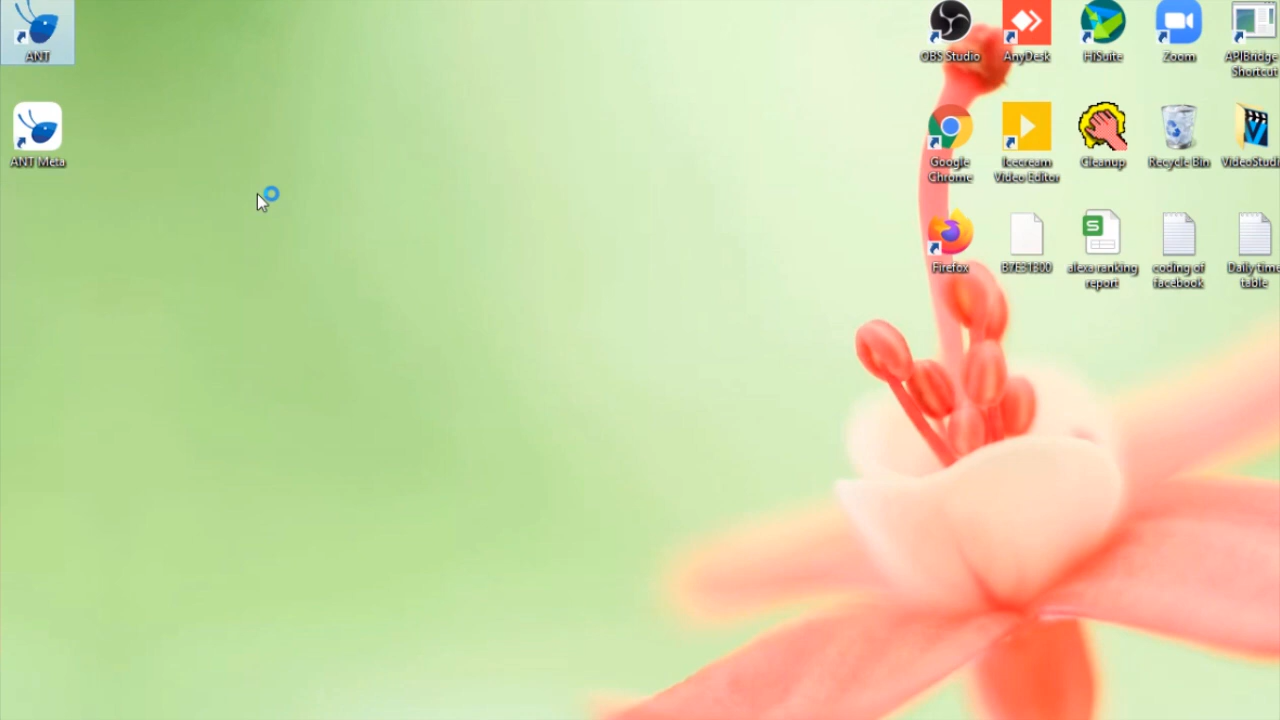 ANT
OBS Studio
AnyDesk
HiSuite
Zoom
APIBridge
Shortcut
ANT Meta
Google
Chrome
Icecream
Video Editor
Cleanup
Recycle Bin
VideoStudi
Firefox
B7E31300
alexa ranking
report
coding of
facebook
Daily time
table